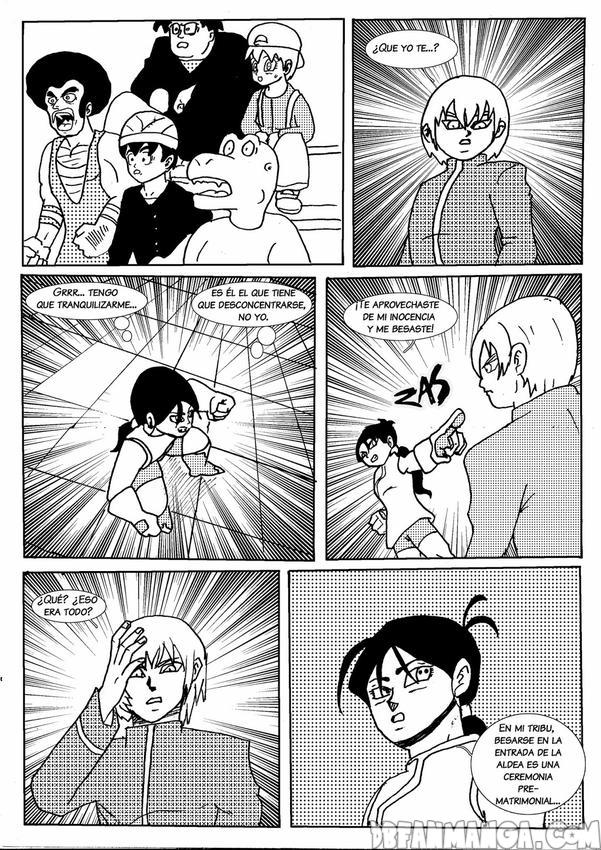 ¿QUE YO TE...?
GRRR... TENGO
QUE TRANQUILIZARME...
ES ÉL EL QUE TIENE
QUE DESCONCENTRARSE,
NO YO.
¡TE APROVECHASTE
DE MI INOCENCIA
Y ME BESASTE!
ZAS
¿QUÉ? ¿ESO
ERA TODO?
EN MI TRIBU,
BESARSE EN LA
ENTRADA DE LA
ALDEA ES UNA
CEREMONIA
PRE-
MATRIMONIAL...
DBFANMANGA.COM